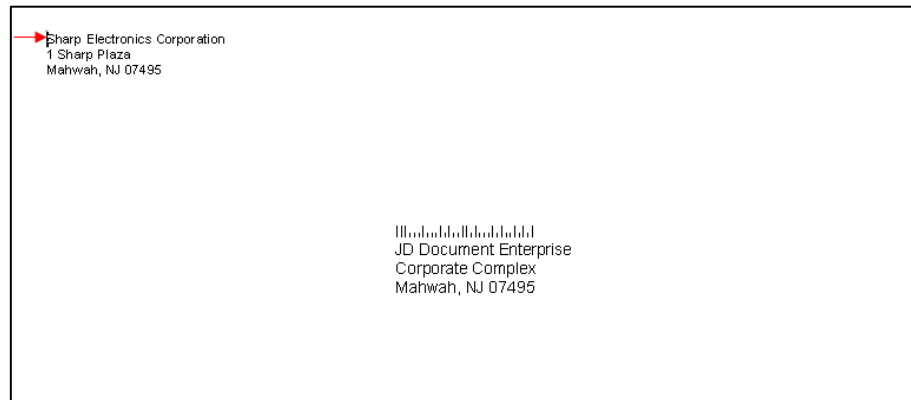 Sharp Electronics Corporation
1 Sharp Plaza
Mahwah, NJ 07495
JD Document Enterprise
Corporate Complex
Mahwah, NJ 07495